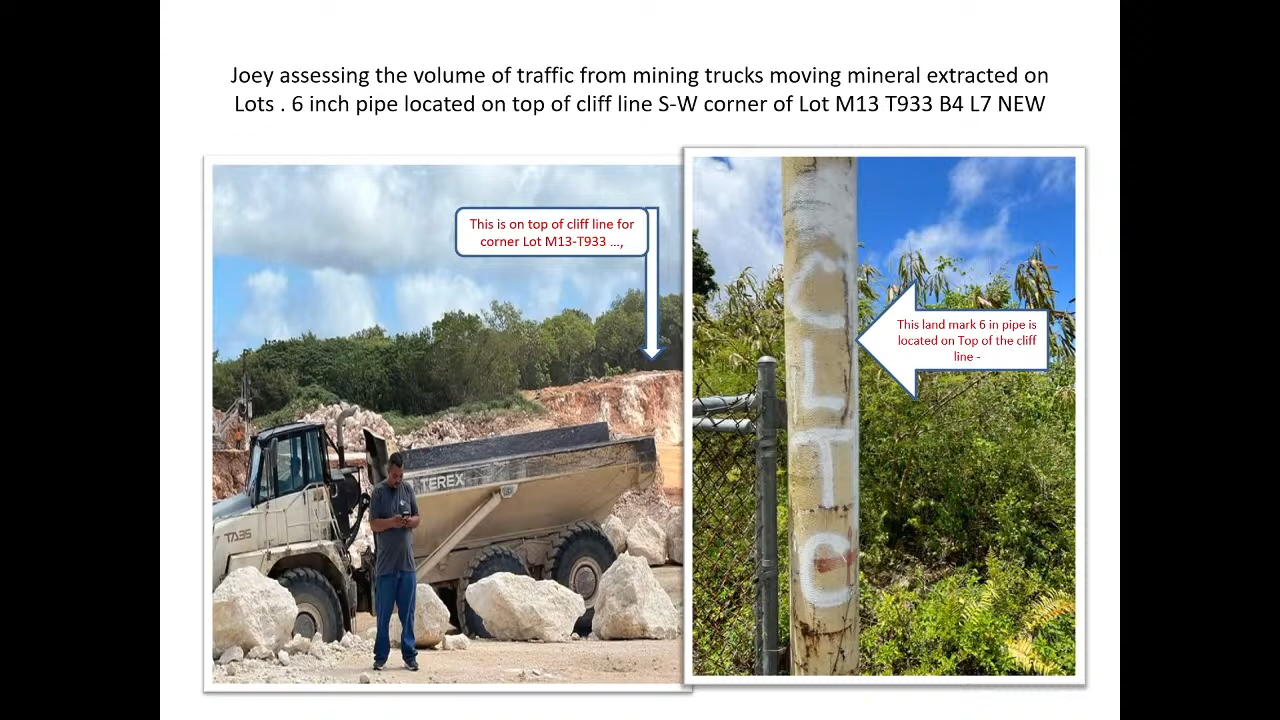 Joey assessing the volume of traffic from mining trucks moving mineral extracted on
Lots . 6 inch pipe located on top of cliff line S-W corner of Lot M13 T933 B4 L7 NEW
This is on top of cliff line for
corner Lot M13-T933 ...,
TEREX
TA35
This land mark 6 in pipe is
located on Top of the cliff
line -
C
L
T
C